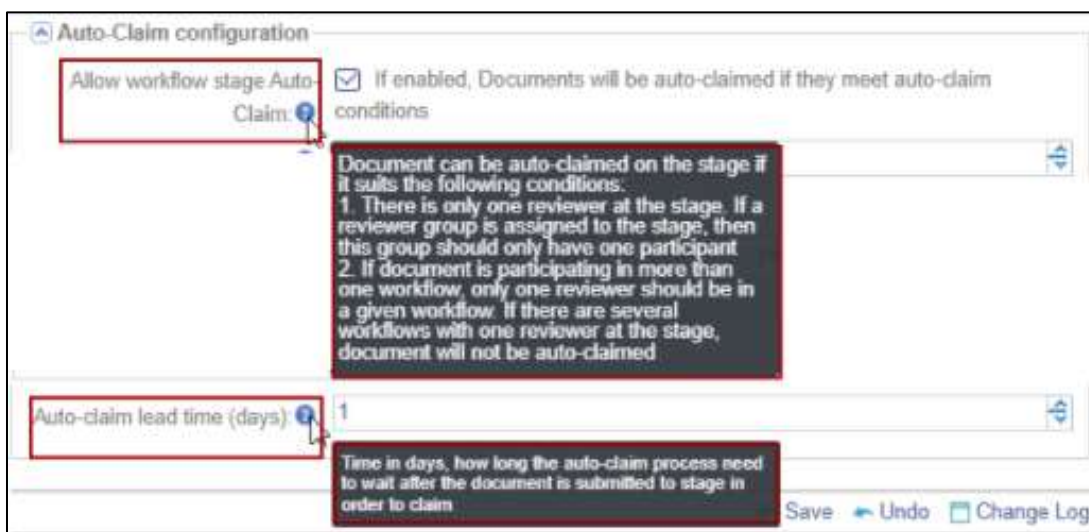 Auto-Claim configuration
Allow workflow stage Auto-
Claim:
If enabled, Documents will be auto-claimed if they meet auto-claim
conditions
Document can be auto-claimed on the stage if
it suits the following conditions:
1. There is only one reviewer at the stage. If a
reviewer group is assigned to the stage, then
this group should only have one participant
2. If document is participating in more than
one workflow, only one reviewer should be in
a given workflow. If there are several
workflows with one reviewer at the stage,
document will not be auto-claimed
Auto-claim lead time (days): 1
Time in days, how long the auto-claim process need
to wait after the document is submitted to stage in
order to claim
Save Undo Change Log